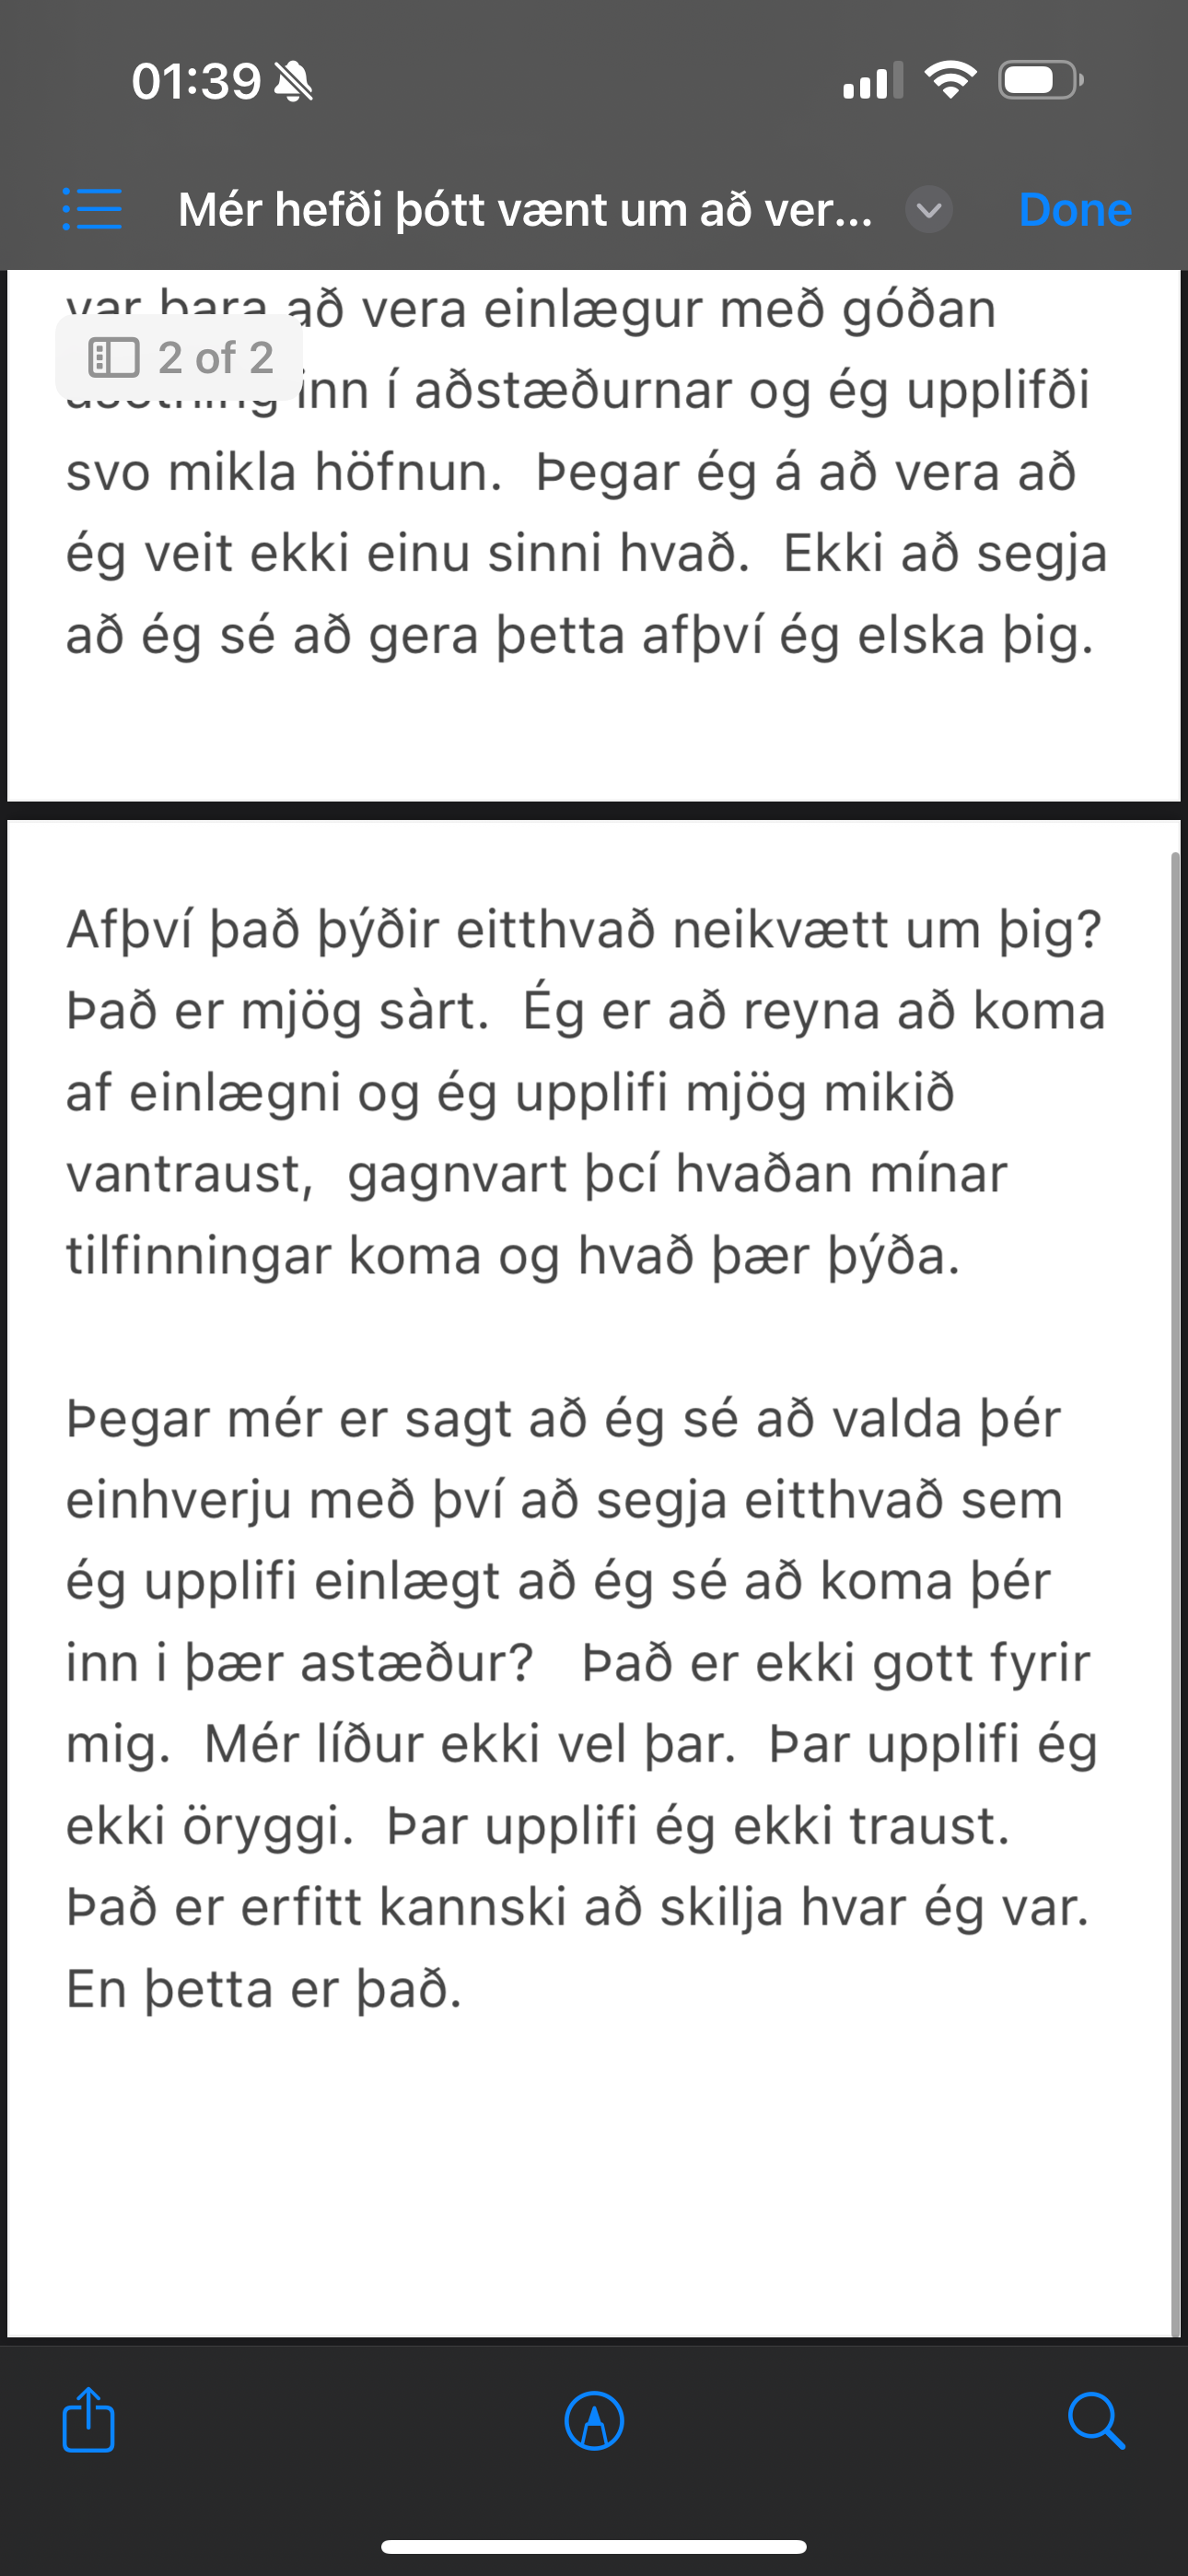 01:39
Mér hefði þótt vænt um að ver...
Done
var bara að vera einlægur með góðan
2 of 2
inn í aðstæðurnar og ég upplifði
svo mikla höfnun. Þegar ég á að vera að
ég veit ekki einu sinni hvað. Ekki að segja
að ég sé að gera þetta afþví ég elska þig.
Afþví það þýðir eitthvað neikvætt um þig?
Það er mjög sàrt. Ég er að reyna að koma
af einlægni og ég upplifi mjög mikið
vantraust, gagnvart þcí hvaðan mínar
tilfinningar koma og hvað þær þýða.
Þegar mér er sagt að ég sé að valda þér
einhverju með því að segja eitthvað sem
ég upplifi einlægt að ég sé að koma þér
inn i þær astæður? Það er ekki gott fyrir
mig. Mér líður ekki vel þar. Þar upplifi ég
ekki öryggi. Þar upplifi ég ekki traust.
Það er erfitt kannski að skilja hvar ég var.
En þetta er það.